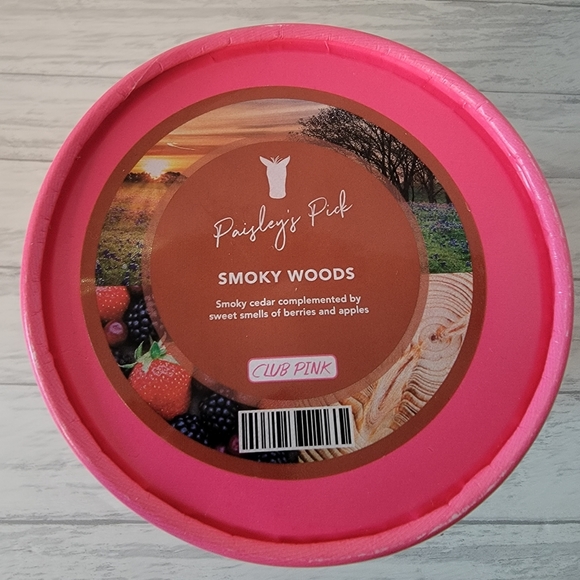 Paisley's Pick
SMOKY WOODS
Smoky cedar complemented by
sweet smells of berries and apples
CLUB PINK